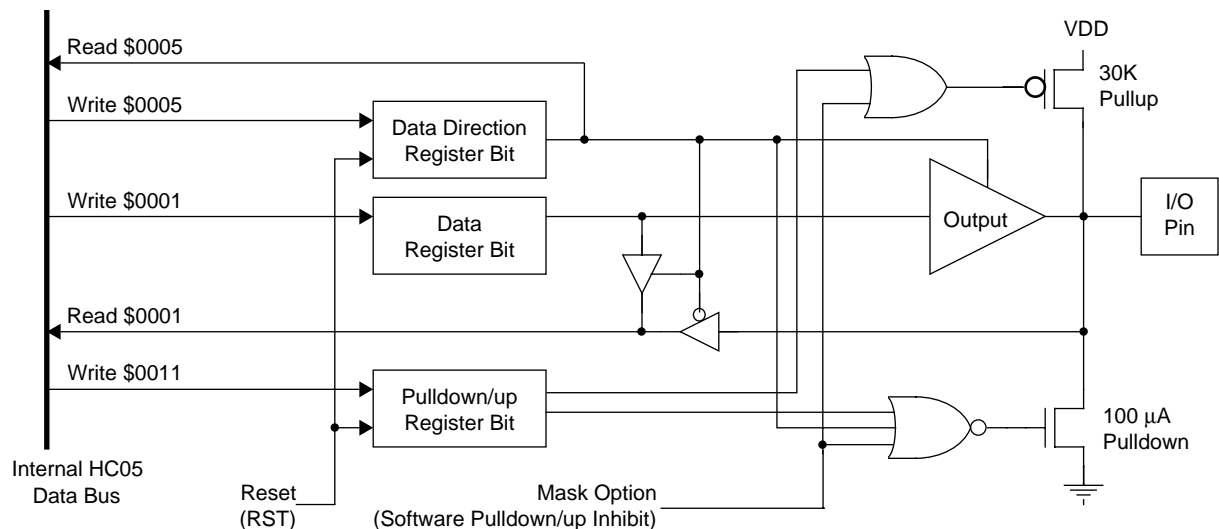 VDD
Read $0005
30K
Pullup
Write $0005
Data Direction
Register Bit
Write $0001
Data
Register Bit
Output
I/O
Pin
Read $0001
Write $0011
Pulldown/up
Register Bit
100 μA
Pulldown
Internal HC05
Data Bus
Reset
(RST)
Mask Option
(Software Pulldown/up Inhibit)